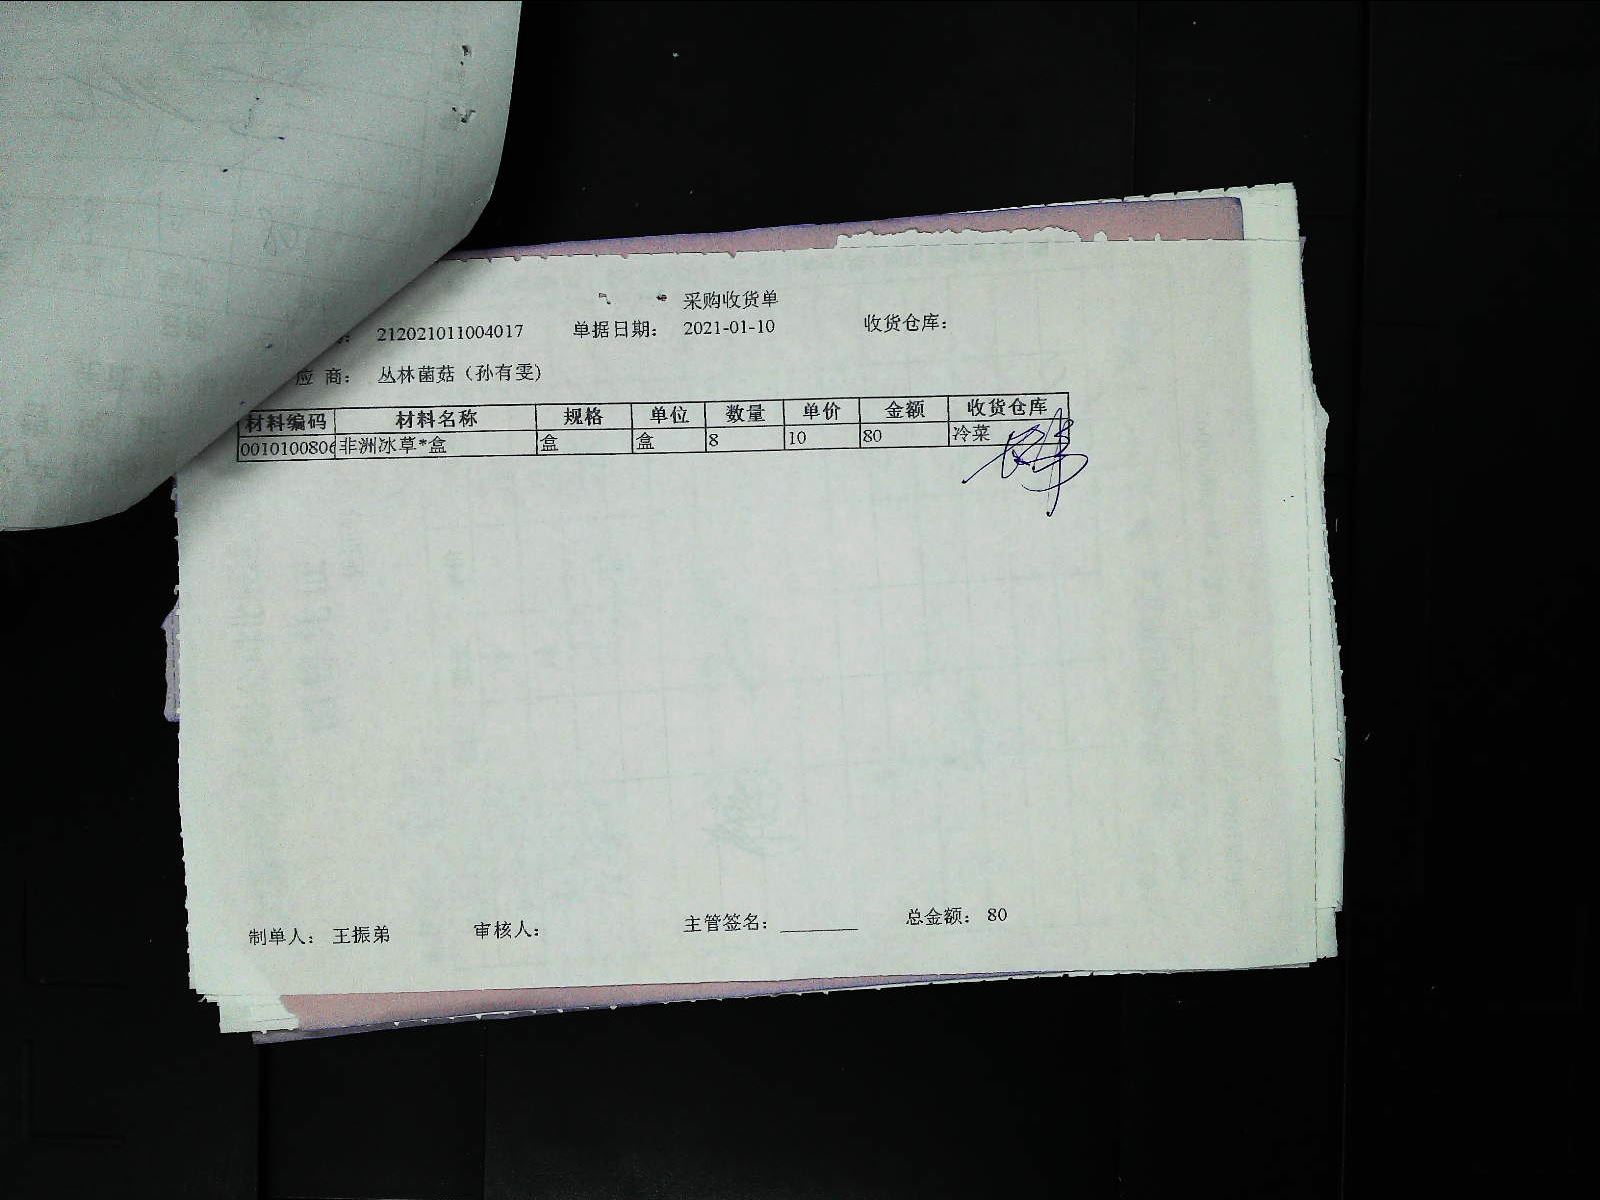 采购收货单
212021011004017 单据日期： 2021-01-10 收货仓库：
应 商： 丛林菌菇（孙有雯）
材料编码 材料名称 规格 单位 数量 单价 金额 收货仓库
0010100806 非洲冰草*盒 盒 盒 8 10 80 冷菜
制单人： 王振弟 审核人： 主管签名： ________ 总金额： 80